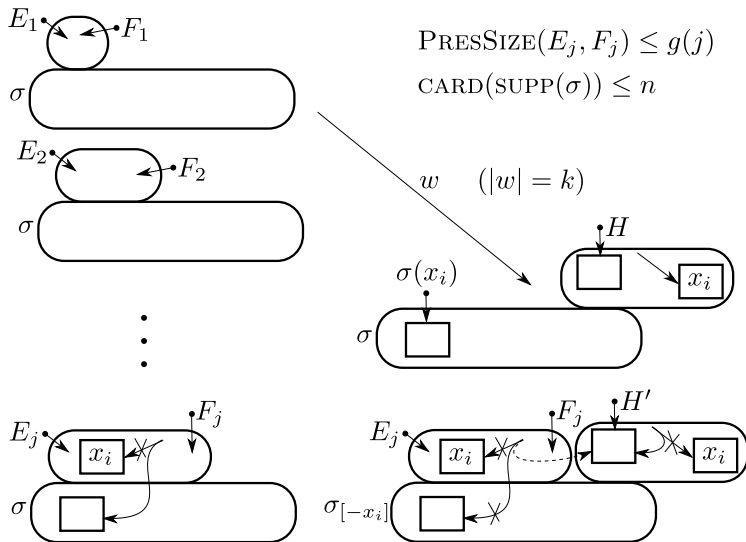 E_1 F_1
PRESSIZE(E_j, F_j) ≤ g(j)
CARD(SUPP(σ)) ≤ n
σ
E_2 F_2
w (|w| = k)
σ
H
σ(x_i)
x_i
σ
E_j x_i F_j
E_j x_i F_j
H′
x_i
σ
σ_{[−x_i]}